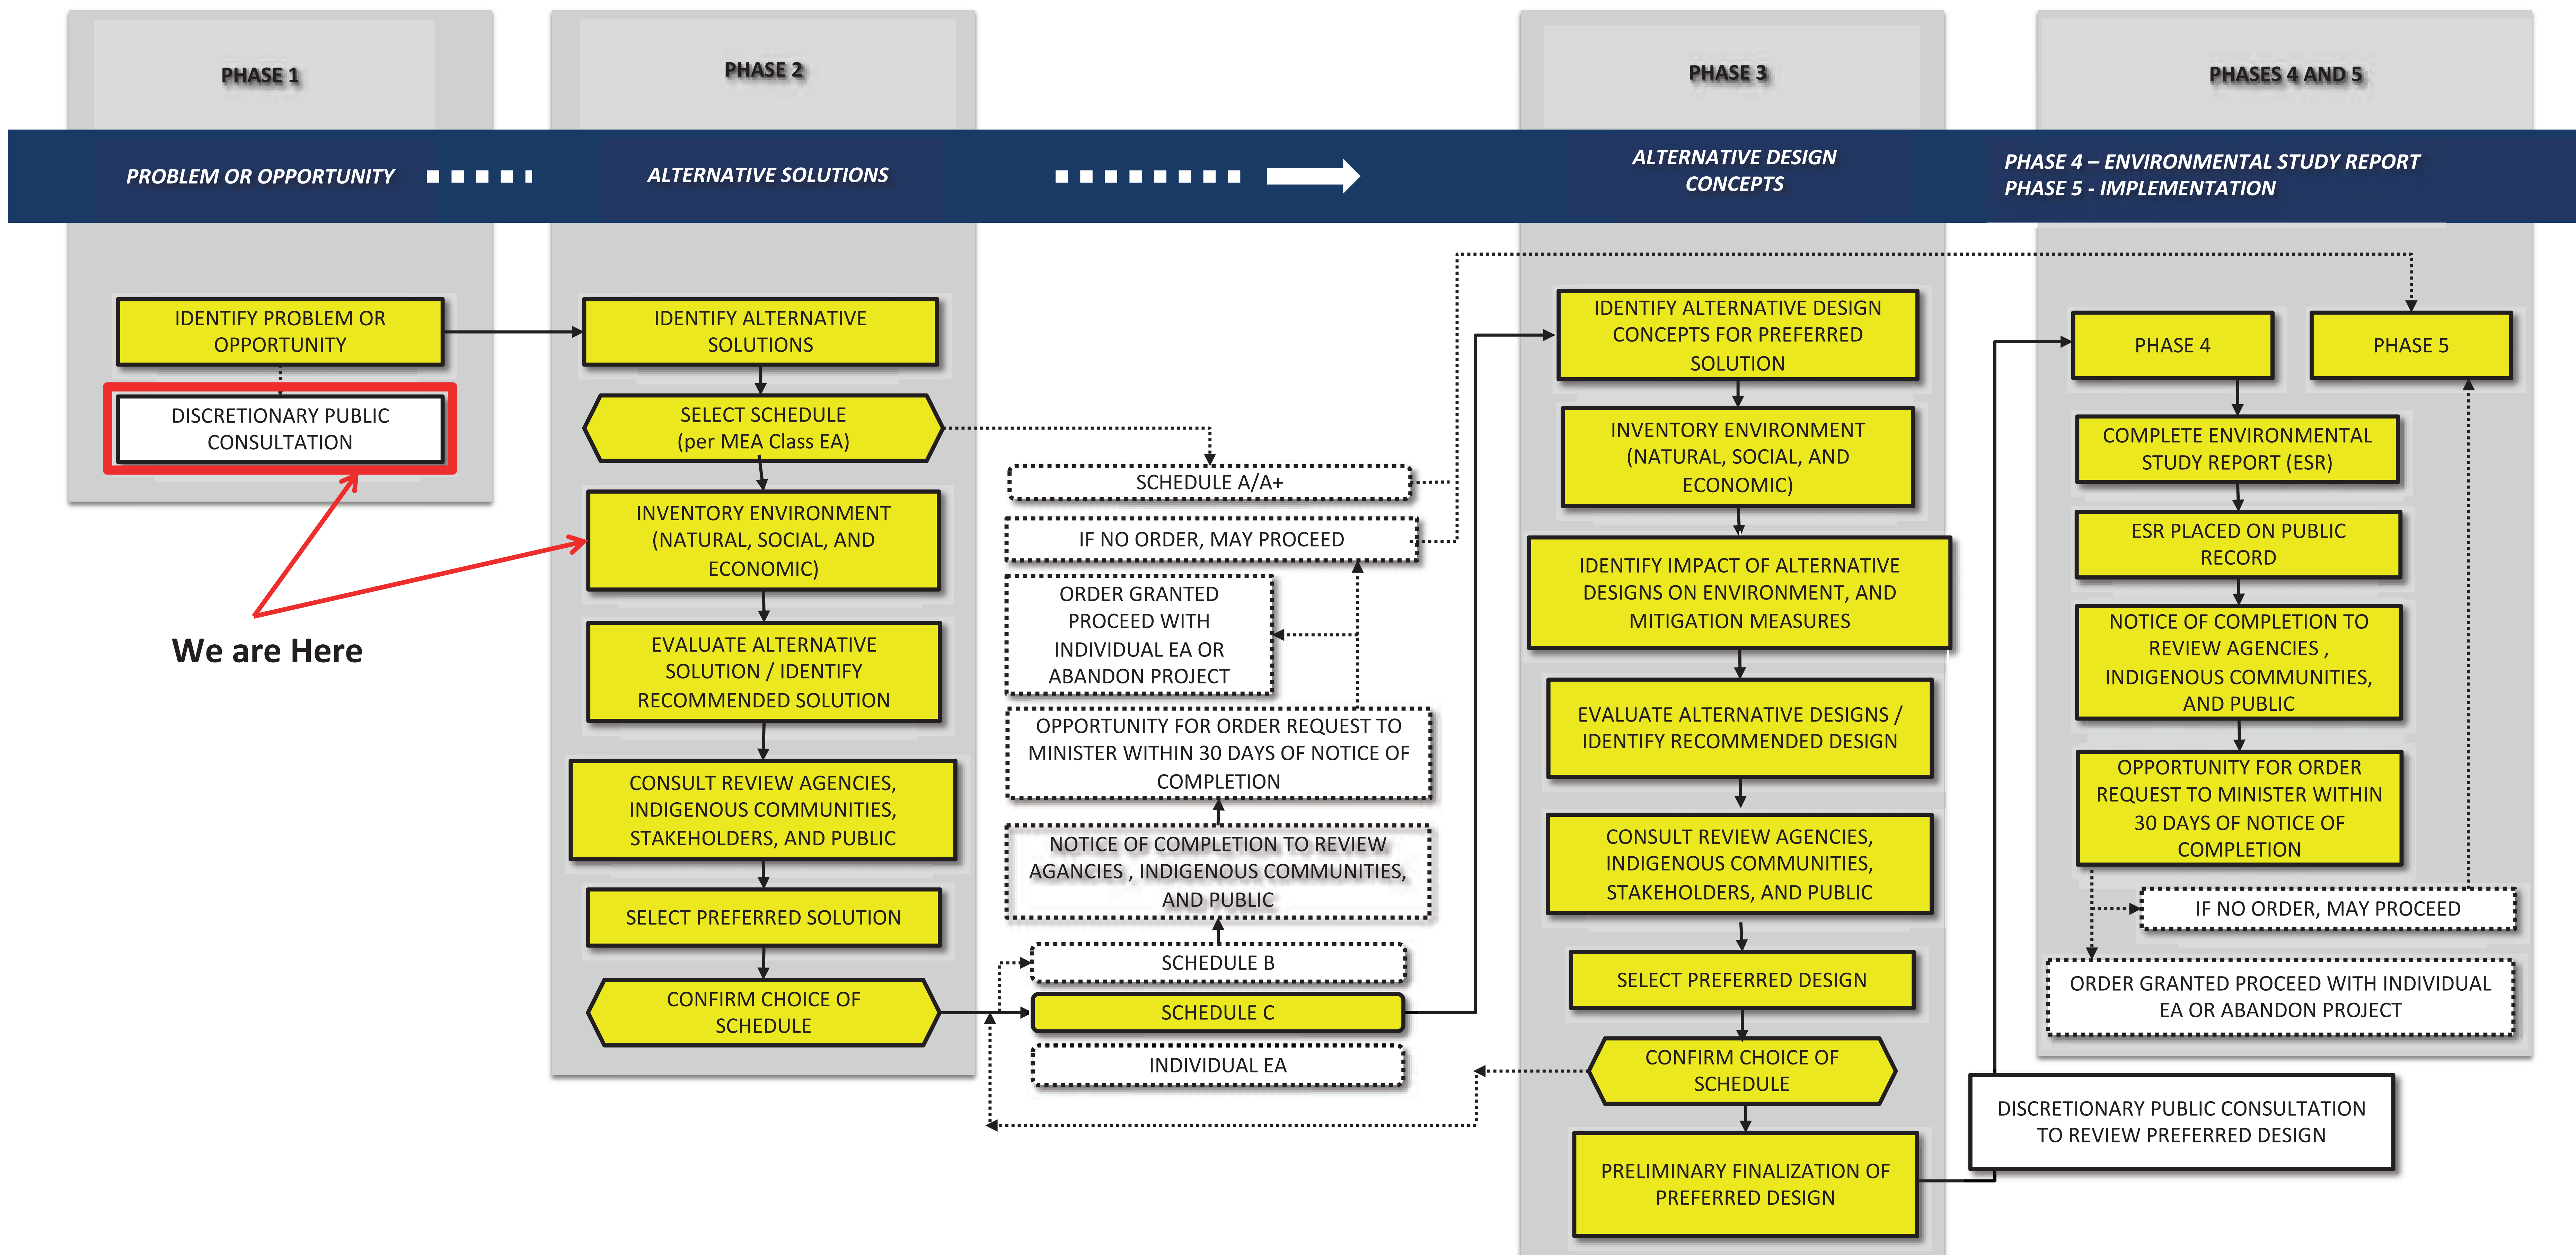 PHASE 1
PROBLEM OR OPPORTUNITY
IDENTIFY PROBLEM OR
OPPORTUNITY
DISCRETIONARY PUBLIC
CONSULTATION
We are Here
PHASE 2
ALTERNATIVE SOLUTIONS
IDENTIFY ALTERNATIVE
SOLUTIONS
SELECT SCHEDULE
(per MEA Class EA)
INVENTORY ENVIRONMENT
(NATURAL, SOCIAL, AND
ECONOMIC)
EVALUATE ALTERNATIVE
SOLUTION / IDENTIFY
RECOMMENDED SOLUTION
CONSULT REVIEW AGENCIES,
INDIGENOUS COMMUNITIES,
STAKEHOLDERS, AND PUBLIC
SELECT PREFERRED SOLUTION
CONFIRM CHOICE OF
SCHEDULE
SCHEDULE A/A+
IF NO ORDER, MAY PROCEED
ORDER GRANTED
PROCEED WITH
INDIVIDUAL EA OR
ABANDON PROJECT
OPPORTUNITY FOR ORDER REQUEST TO
MINISTER WITHIN 30 DAYS OF NOTICE OF
COMPLETION
NOTICE OF COMPLETION TO REVIEW
AGANCIES , INDIGENOUS COMMUNITIES,
AND PUBLIC
SCHEDULE B
SCHEDULE C
INDIVIDUAL EA
PHASE 3
ALTERNATIVE DESIGN
CONCEPTS
IDENTIFY ALTERNATIVE DESIGN
CONCEPTS FOR PREFERRED
SOLUTION
INVENTORY ENVIRONMENT
(NATURAL, SOCIAL, AND
ECONOMIC)
IDENTIFY IMPACT OF ALTERNATIVE
DESIGNS ON ENVIRONMENT, AND
MITIGATION MEASURES
EVALUATE ALTERNATIVE DESIGNS /
IDENTIFY RECOMMENDED DESIGN
CONSULT REVIEW AGENCIES,
INDIGENOUS COMMUNITIES,
STAKEHOLDERS, AND PUBLIC
SELECT PREFERRED DESIGN
CONFIRM CHOICE OF
SCHEDULE
PRELIMINARY FINALIZATION OF
PREFERRED DESIGN
PHASES 4 AND 5
PHASE 4 – ENVIRONMENTAL STUDY REPORT
PHASE 5 - IMPLEMENTATION
PHASE 4
PHASE 5
COMPLETE ENVIRONMENTAL
STUDY REPORT (ESR)
ESR PLACED ON PUBLIC
RECORD
NOTICE OF COMPLETION TO
REVIEW AGENCIES ,
INDIGENOUS COMMUNITIES,
AND PUBLIC
OPPORTUNITY FOR ORDER
REQUEST TO MINISTER WITHIN
30 DAYS OF NOTICE OF
COMPLETION
IF NO ORDER, MAY PROCEED
ORDER GRANTED PROCEED WITH INDIVIDUAL
EA OR ABANDON PROJECT
DISCRETIONARY PUBLIC CONSULTATION
TO REVIEW PREFERRED DESIGN